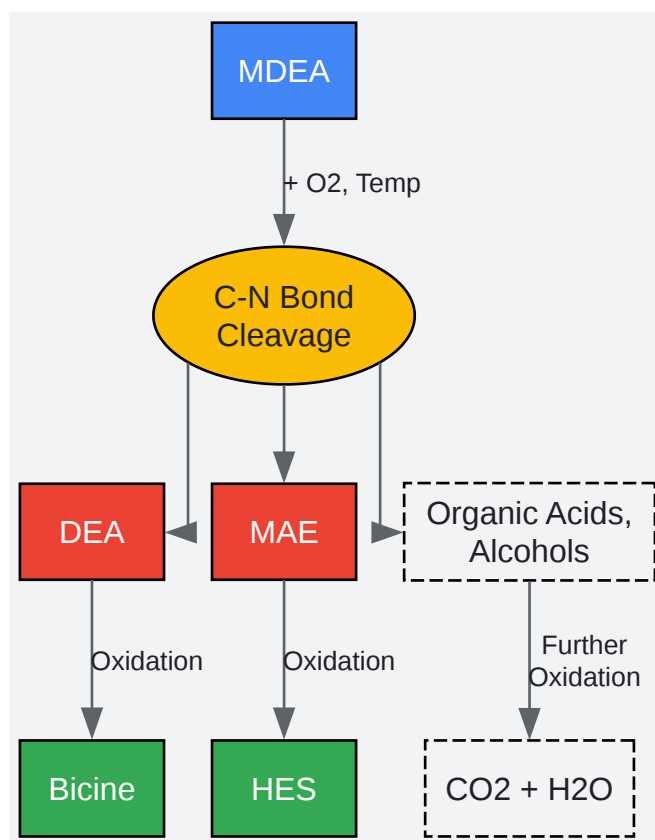 MDEA
+ O2, Temp
C-N Bond
Cleavage
DEA
MAE
Organic Acids,
Alcohols
Oxidation
Oxidation
Further
Oxidation
Bicine
HES
CO2 + H2O